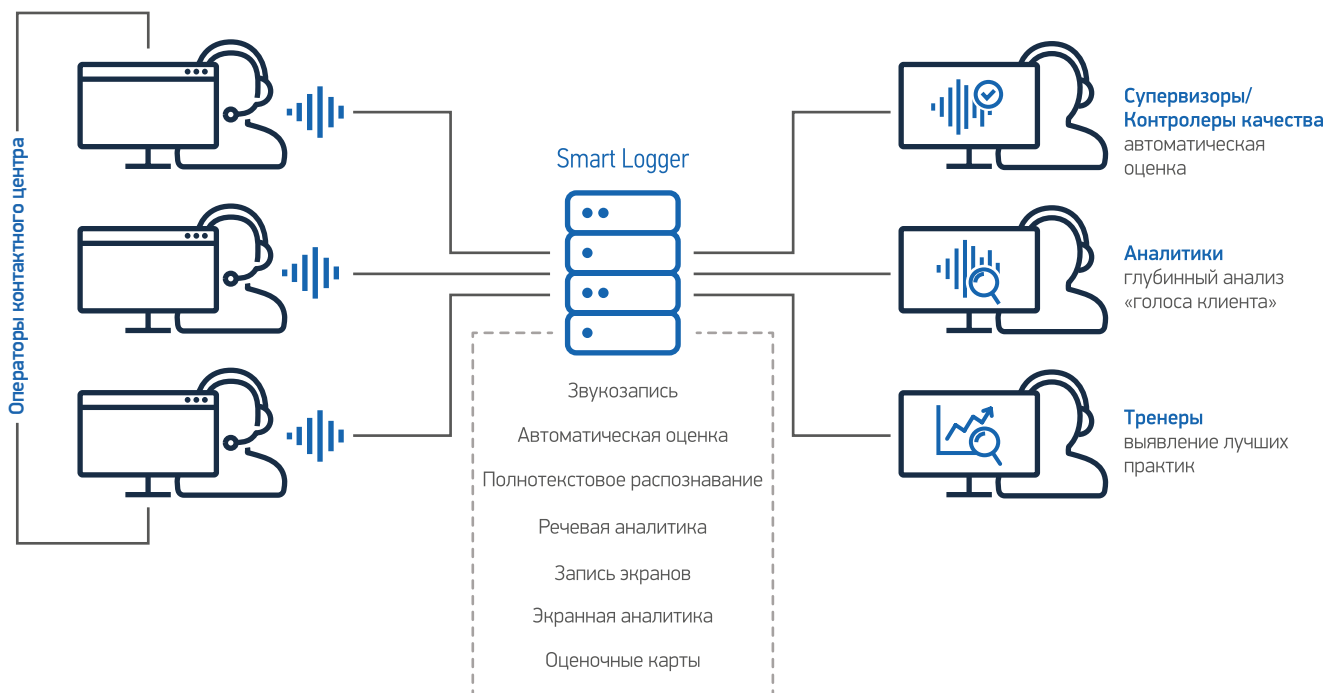 Операторы контактного центра
Smart Logger
Звукозапись
Автоматическая оценка
Полнотекстовое распознавание
Речевая аналитика
Запись экранов
Экранная аналитика
Оценочные карты
Супервизоры/
Контролеры качества
автоматическая
оценка
Аналитики
глубинный анализ
«голоса клиента»
Тренеры
выявление лучших
практик